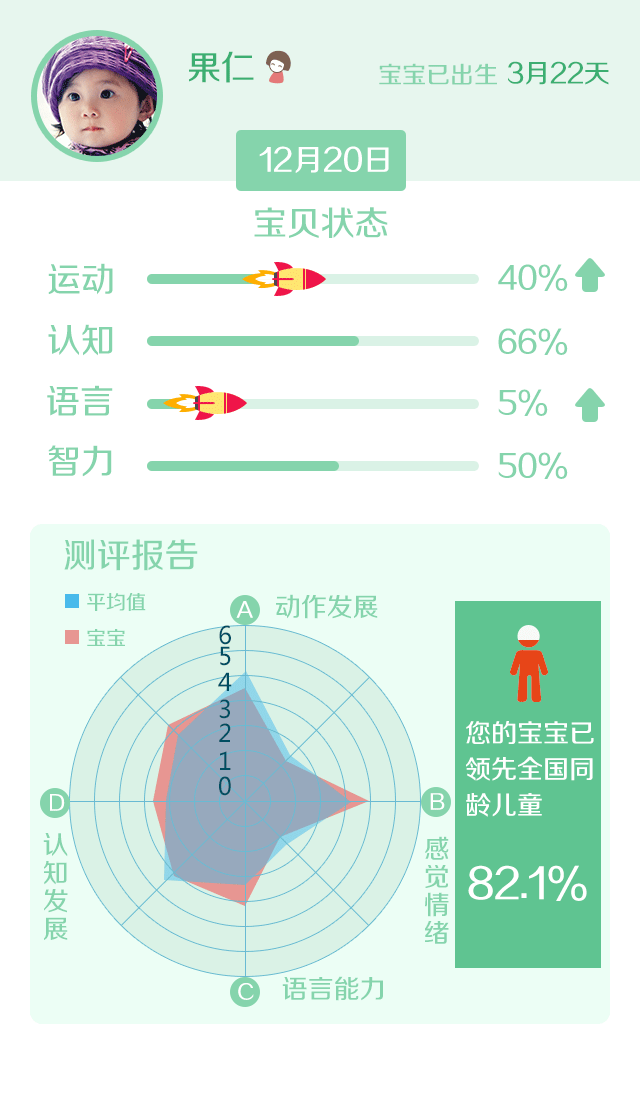 果仁
宝宝已出生 3月22天
12月20日
宝贝状态
运动 40%
认知 66%
语言 5%
智力 50%
测评报告
平均值
宝宝
A 动作发展
6
5
4
3
2
1
0
D
认知发展
B
感觉情绪
C 语言能力
您的宝宝已
领先全国同
龄儿童
82.1%